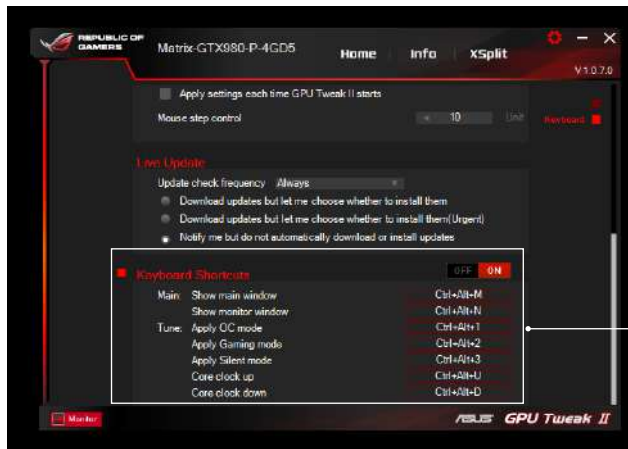 REPUBLIC OF
GAMERS
Matrix-GTX980-P-4GD5
Home Info XSplit
V1.0.7.0
Apply settings each time GPU Tweak II starts
Mouse step control 10 Unit
Keyboard
Live Update
Update check frequency Always
Download updates but let me choose whether to install them
Download updates but let me choose whether to install them(Urgent)
Notify me but do not automatically download or install updates
Keyboard Shortcuts OFF ON
Main: Show main window Ctrl+Alt+M
Show monitor window Ctrl+Alt+N
Tune: Apply OC mode Ctrl+Alt+1
Apply Gaming mode Ctrl+Alt+2
Apply Silent mode Ctrl+Alt+3
Core clock up Ctrl+Alt+U
Core clock down Ctrl+Alt+D
Monitor
ASUS GPU Tweak II